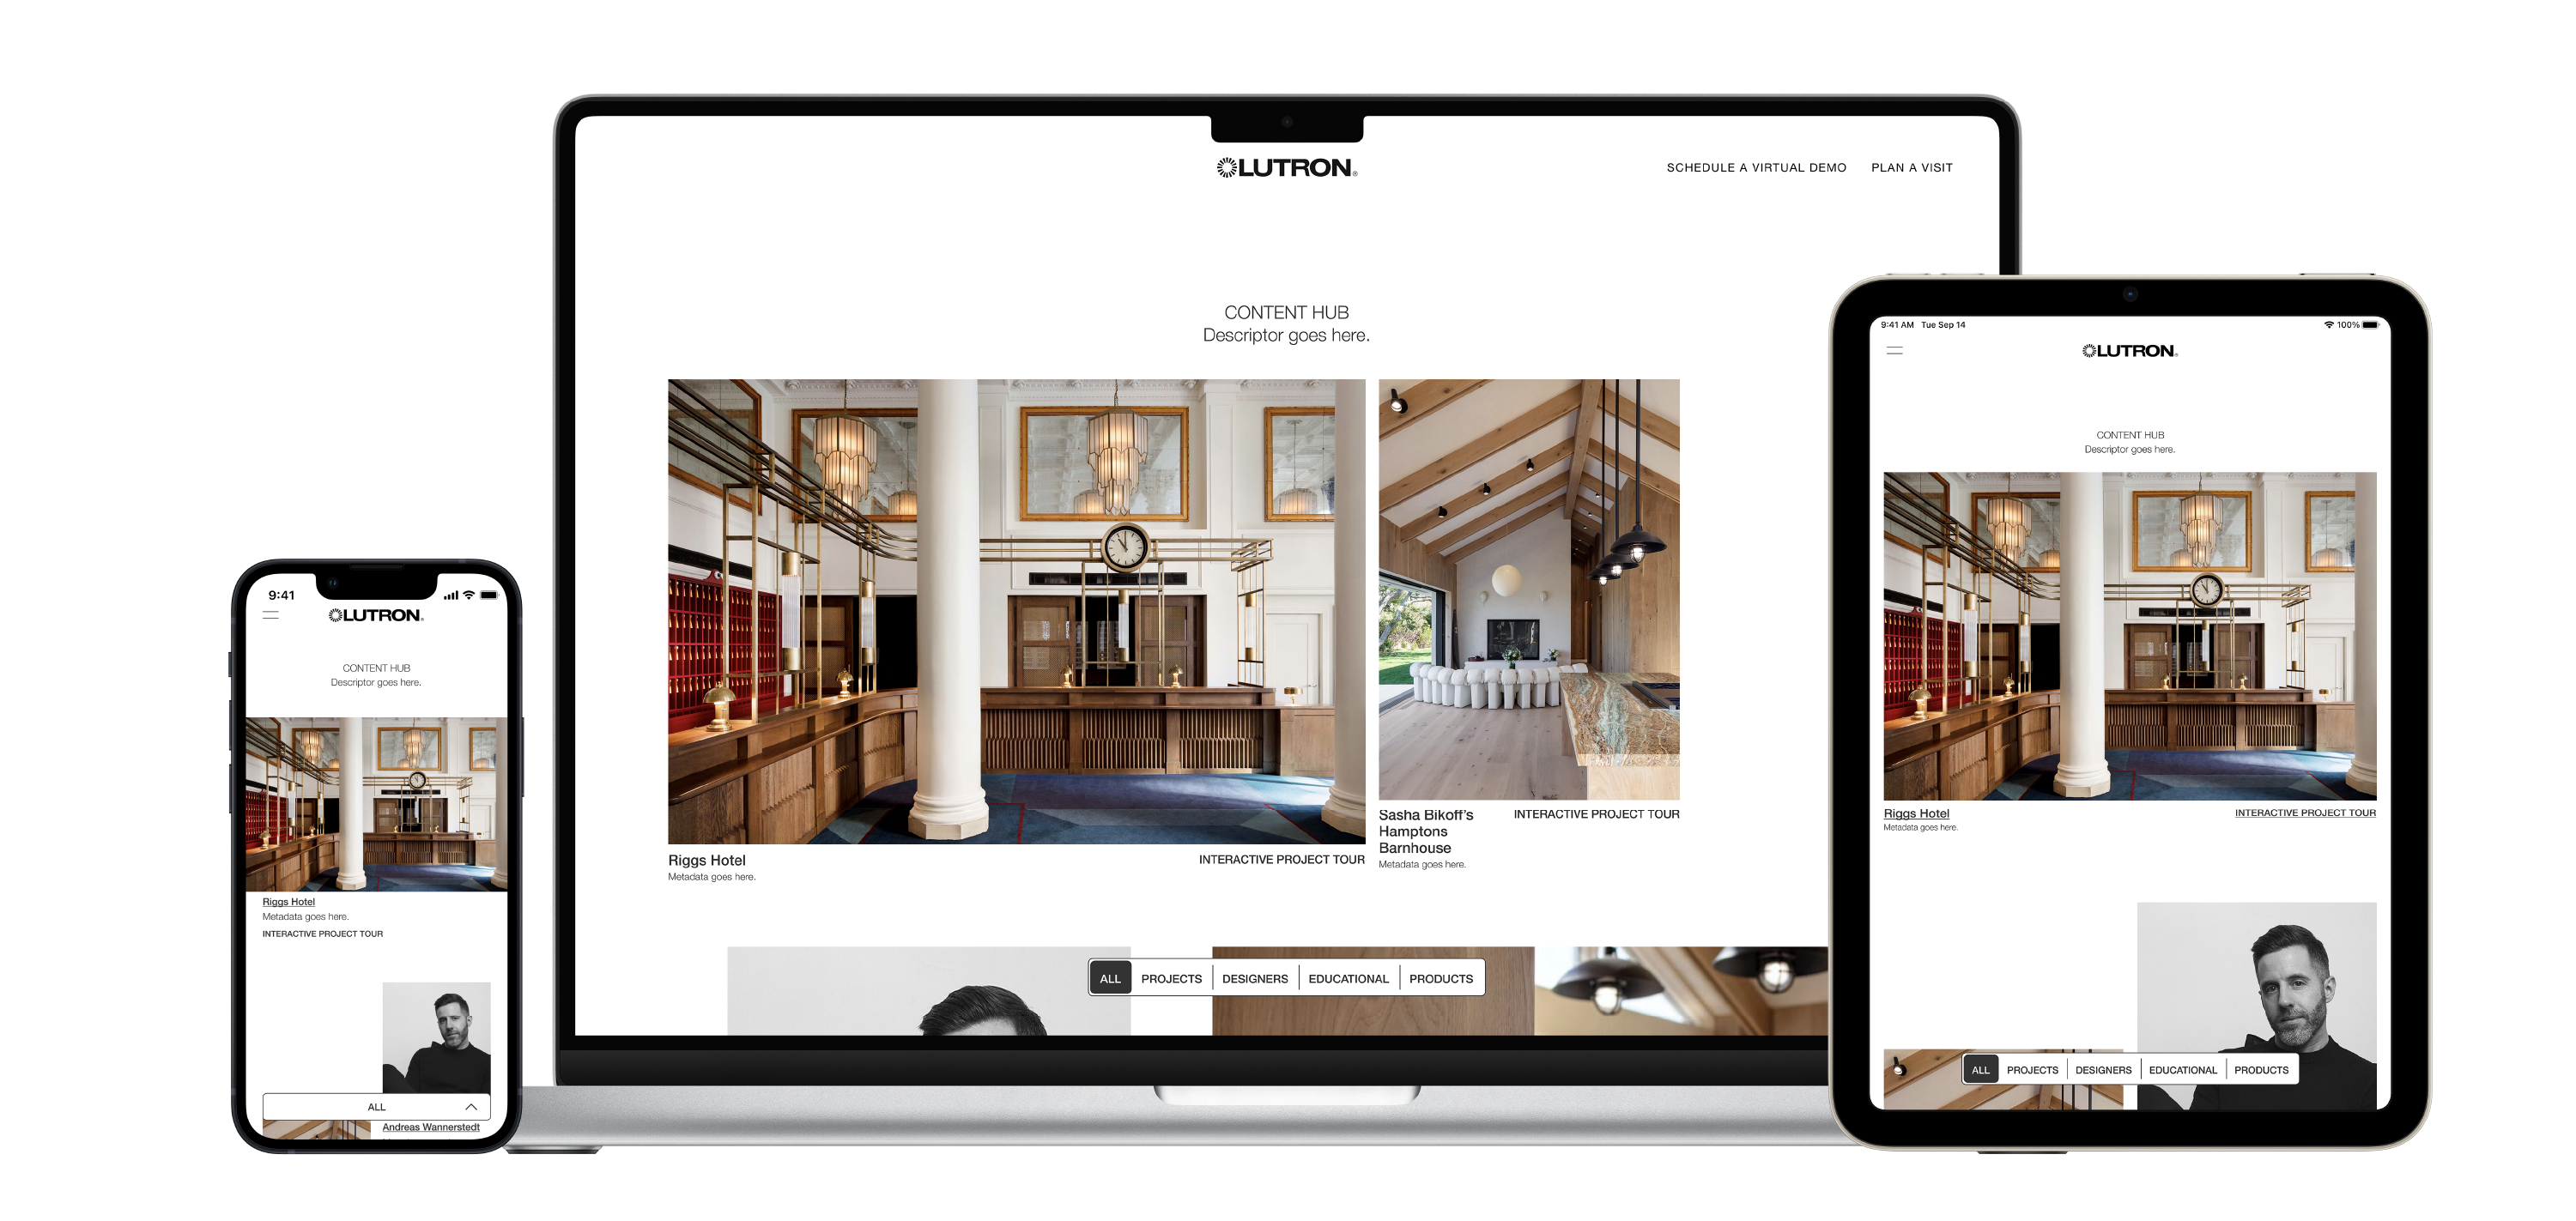 LUTRON
SCHEDULE A VIRTUAL DEMO PLAN A VISIT
CONTENT HUB
Descriptor goes here.
Riggs Hotel
Metadata goes here.
INTERACTIVE PROJECT TOUR
Sasha Bikoff's
Hamptons
Barnhouse
Metadata goes here.
INTERACTIVE PROJECT TOUR
ALL PROJECTS DESIGNERS EDUCATIONAL PRODUCTS
9:41
LUTRON
CONTENT HUB
Descriptor goes here.
Riggs Hotel
Metadata goes here.
INTERACTIVE PROJECT TOUR
ALL
Andreas Wannerstedt
9:41 AM Tue Sep 14
100%
LUTRON
CONTENT HUB
Descriptor goes here.
Riggs Hotel
Metadata goes here.
INTERACTIVE PROJECT TOUR
ALL PROJECTS DESIGNERS EDUCATIONAL PRODUCTS